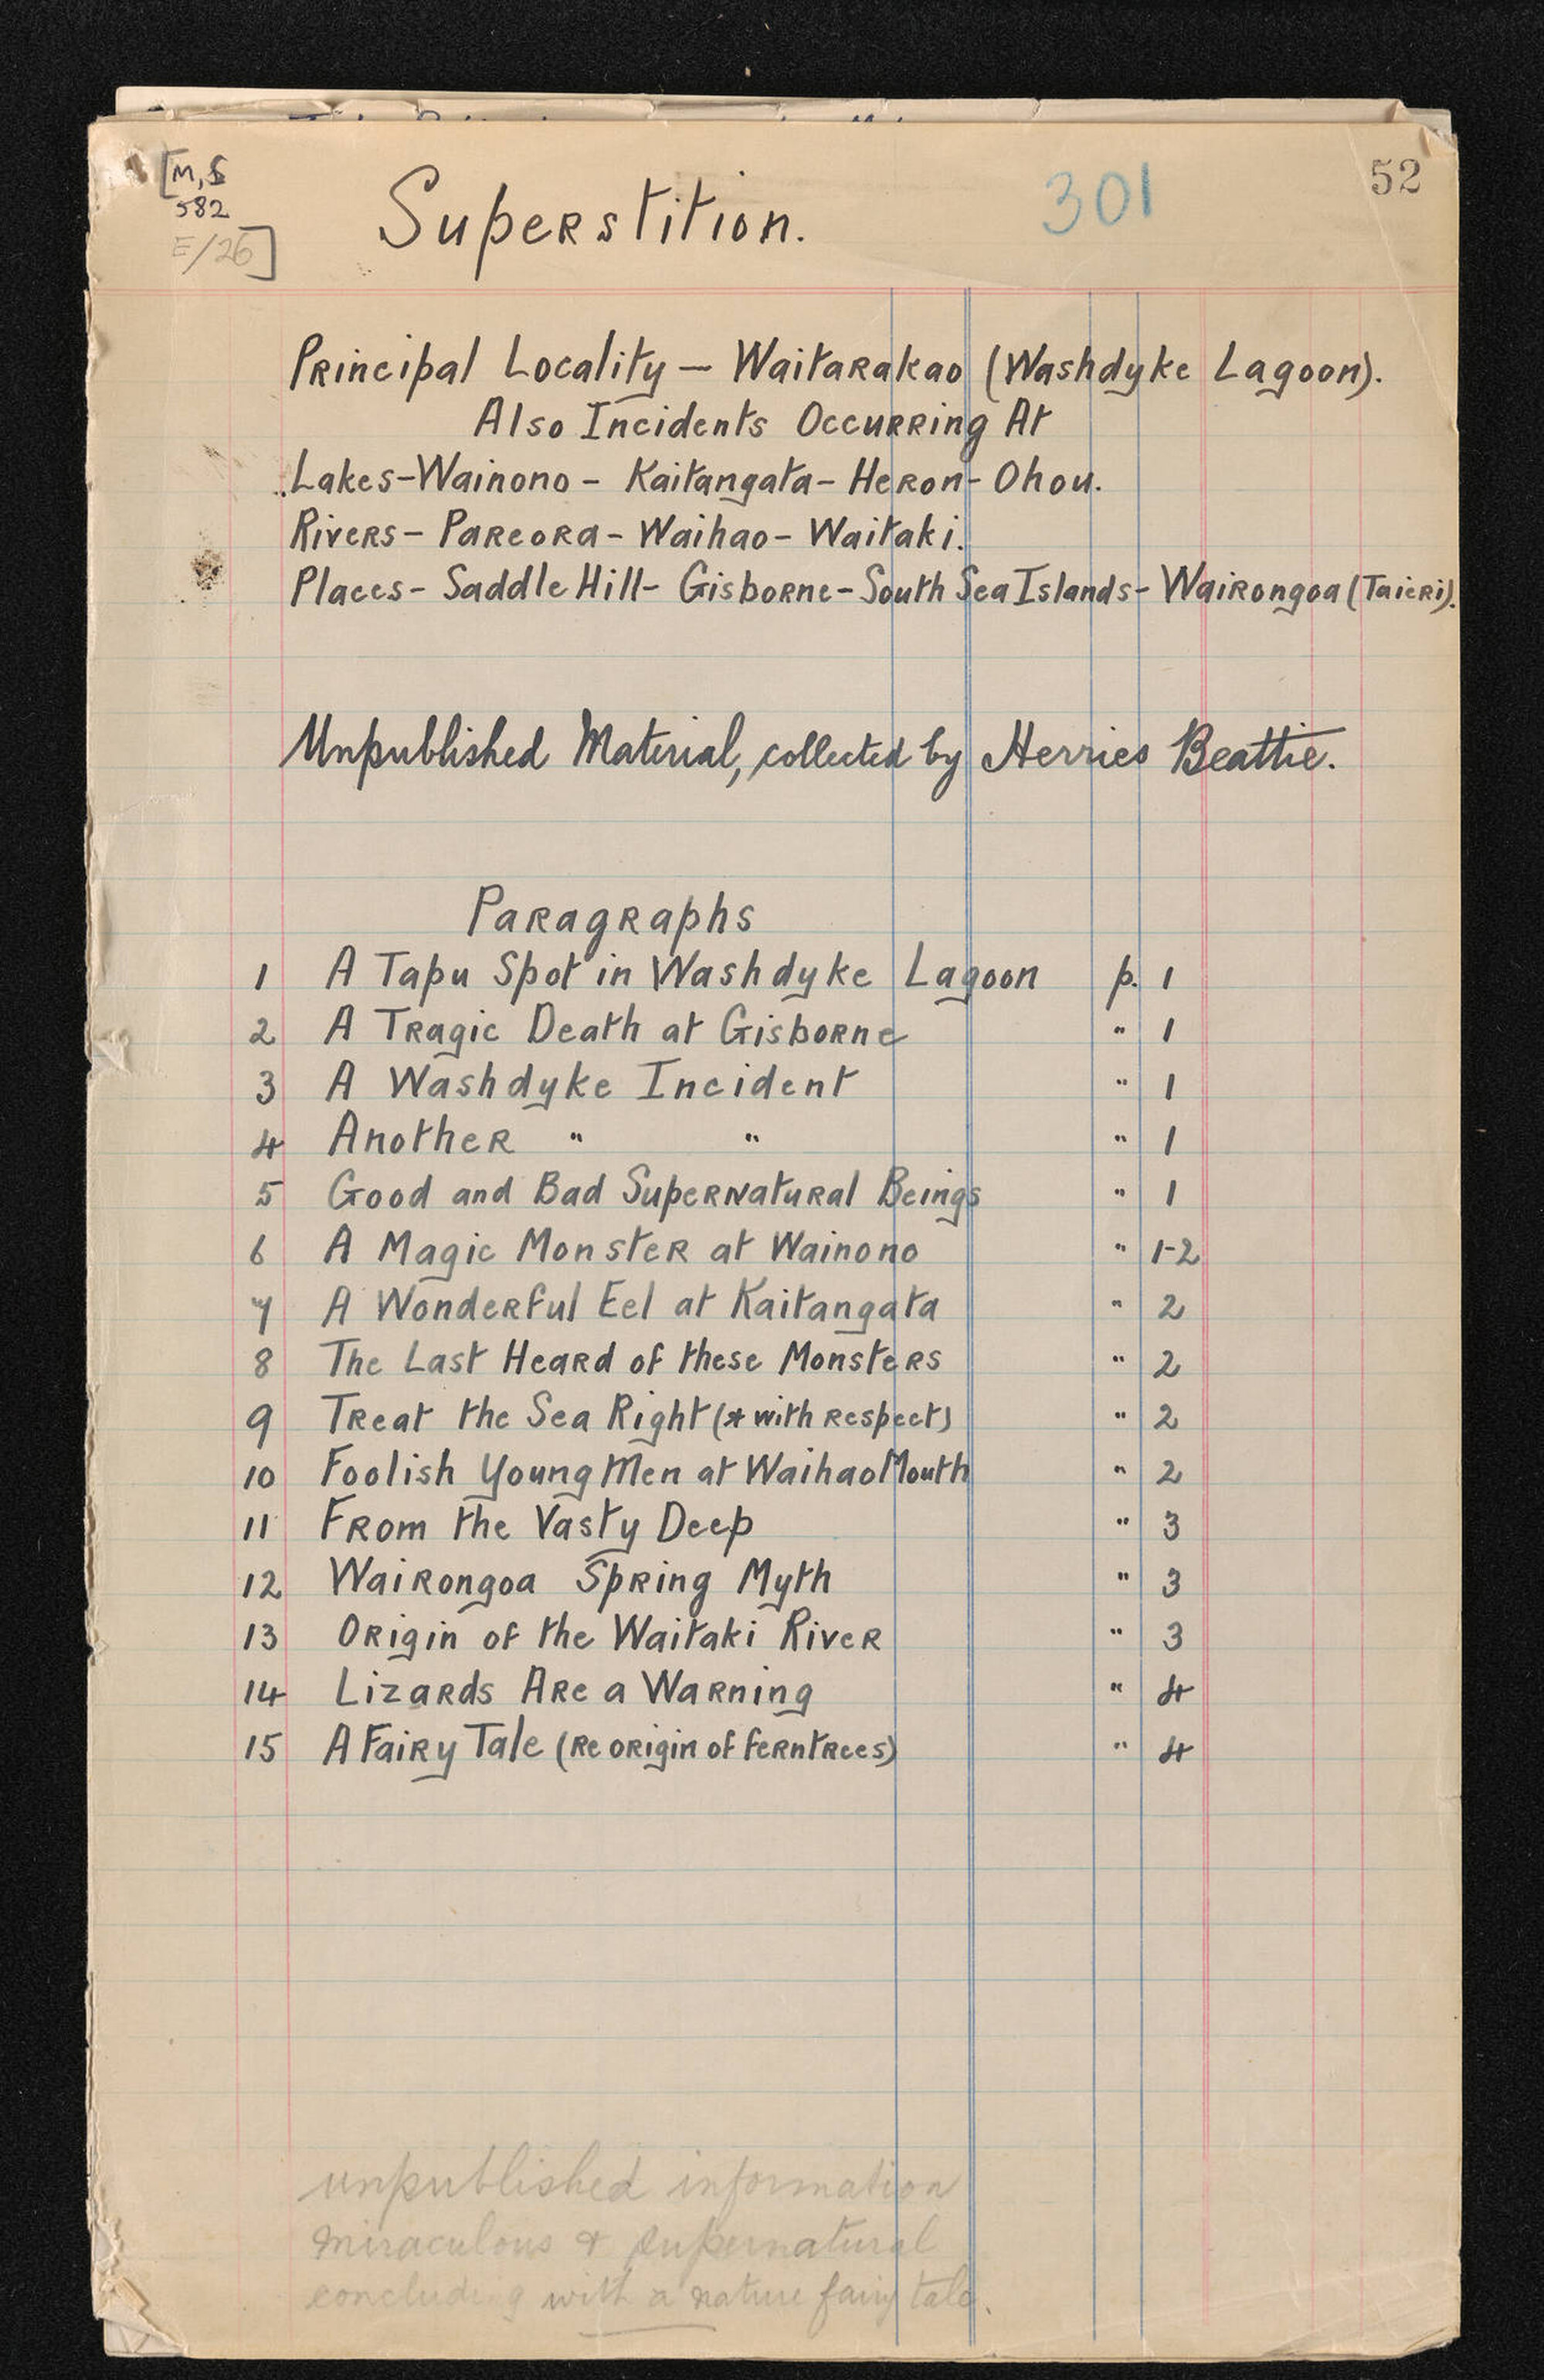 [M,S
582
E/26]
Superstition.
301
52
Principal Locality — Waitarakao (Washdyke Lagoon).
Also Incidents Occurring At
Lakes - Wainono - Kaitangata - Heron - Ohou.
Rivers - Pareora - Waihao - Waitaki.
Places - Saddle Hill - Gisborne - South Sea Islands - Wairongoa (Taieri).
Unpublished Material, collected by Herries Beattie.
Paragraphs
1 A Tapu Spot in Washdyke Lagoon p. 1
2 A Tragic Death at Gisborne " 1
3 A Washdyke Incident " 1
4 Another " " " 1
5 Good and Bad Supernatural Beings " 1
6 A Magic Monster at Wainono " 1-2
7 A Wonderful Eel at Kaitangata " 2
8 The Last Heard of these Monsters " 2
9 Treat the Sea Right (* with respect) " 2
10 Foolish Young Men at Waihao Mouth " 2
11 From the Vasty Deep " 3
12 Wairongoa Spring Myth " 3
13 Origin of the Waitaki River " 3
14 Lizards Are a Warning " 4
15 A Fairy Tale (re origin of ferntrees) " 4
unpublished information
miraculous & supernatural
concluding with a nature fairy tale.